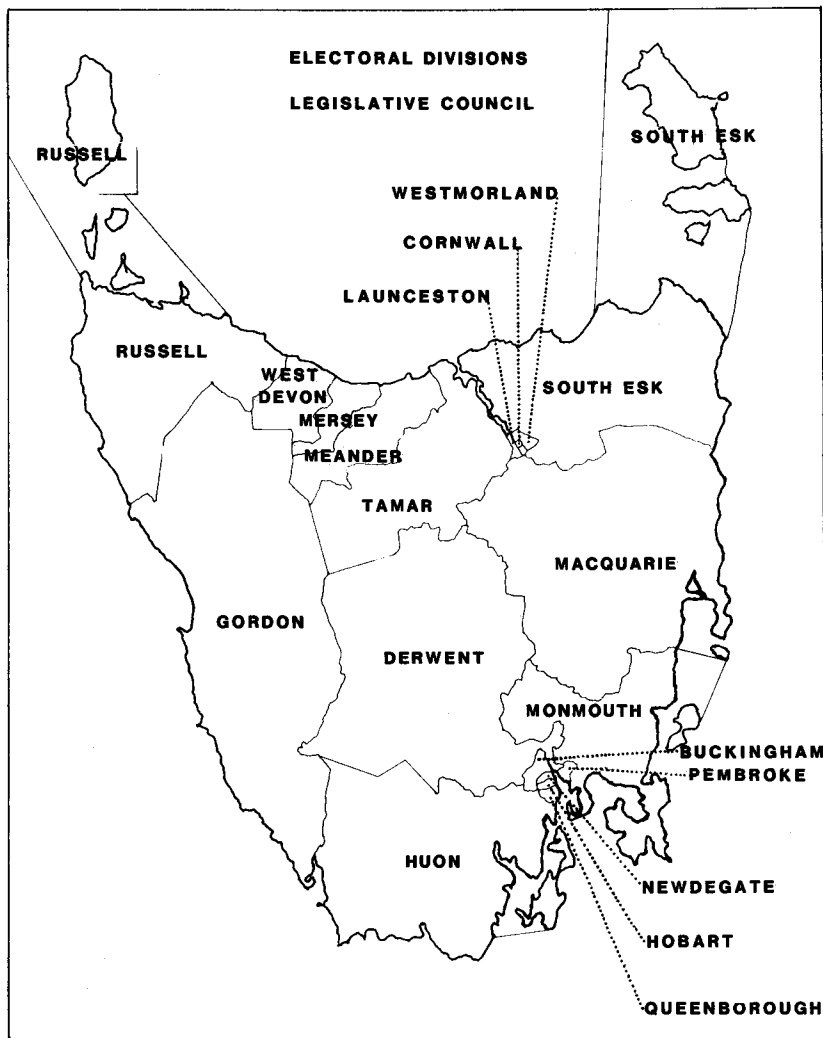 ELECTORAL DIVISIONS
LEGISLATIVE COUNCIL
RUSSELL
SOUTH ESK
WESTMORLAND
CORNWALL
LAUNCESTON
RUSSELL
WEST
DEVON
SOUTH ESK
MERSEY
MEANDER
TAMAR
MACQUARIE
GORDON
DERWENT
MONMOUTH
BUCKINGHAM
PEMBROKE
HUON
NEWDEGATE
HOBART
QUEENBOROUGH